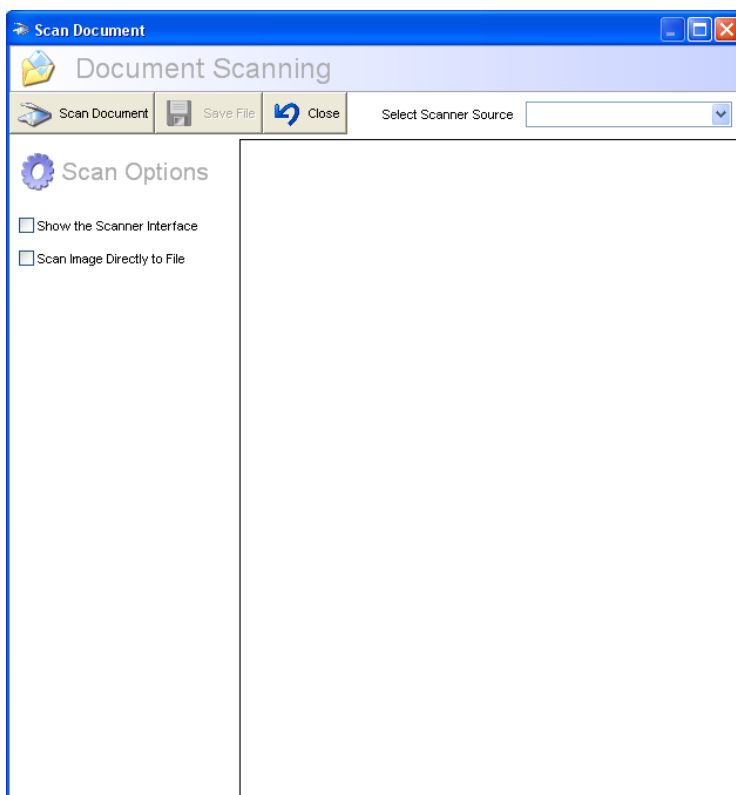 Scan Document
Document Scanning
Scan Document Save File Close Select Scanner Source
Scan Options
Show the Scanner Interface
Scan Image Directly to File